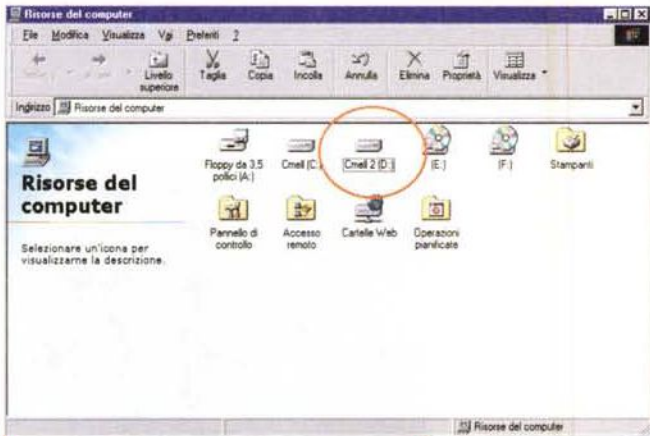 Risorse del computer
File Modifica Visualizza Vai Preferiti ?
Livello superiore Taglia Copia Incolla Annulla Elimina Proprietà Visualizza
Indirizzo Risorse del computer
Risorse del
computer
Selezionare un'icona per
visualizzarne la descrizione.
Floppy da 3,5
pollici (A:)
Cmell (C:
Cmell 2 (D:)
(E:)
(F:)
Stampanti
Pannello di
controllo
Accesso
remoto
Cartelle Web
Operazioni
pianificate
Risorse del computer